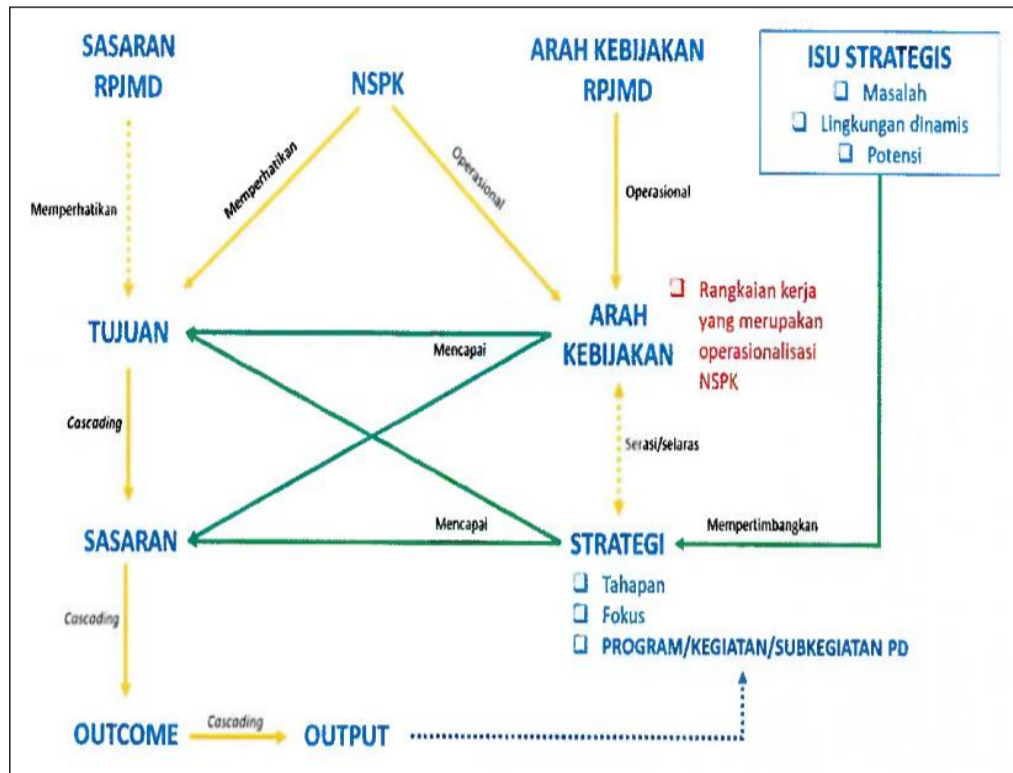 SASARAN
RPJMD
NSPK
ARAH KEBIJAKAN
RPJMD
ISU STRATEGIS
❑ Masalah
❑ Lingkungan dinamis
❑ Potensi
Memperhatikan
Memperhatikan
Operasional
Operasional
TUJUAN
Mencapai
ARAH
KEBIJAKAN
❑ Rangkaian kerja
yang merupakan
operasionalisasi
NSPK
Cascading
Serasi/selaras
SASARAN
Mencapai
STRATEGI
Mempertimbangkan
❑ Tahapan
❑ Fokus
❑ PROGRAM/KEGIATAN/SUBKEGIATAN PD
Cascading
OUTCOME
Cascading
OUTPUT